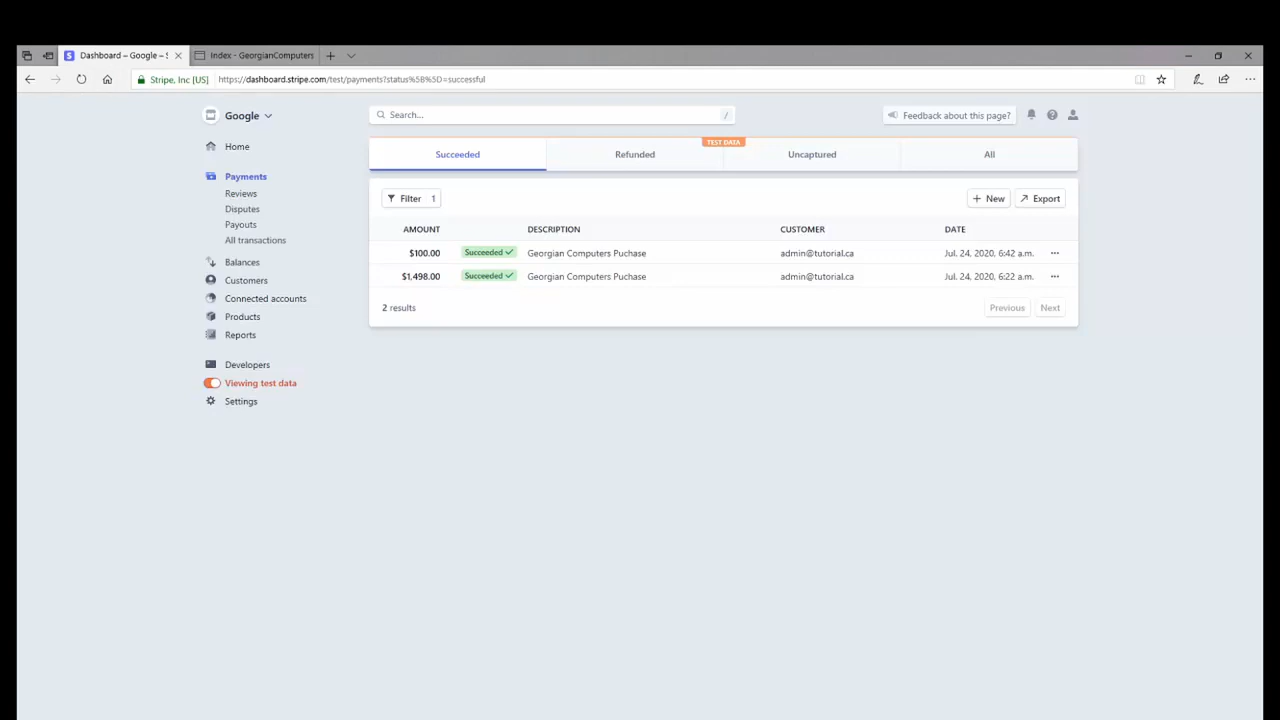 Dashboard – Google – S
Index - GeorgianComputers
Stripe, Inc [US]
https://dashboard.stripe.com/test/payments?status%5B%5D=successful
Google
Search...
/
Feedback about this page?
Home
Payments
Reviews
Disputes
Payouts
All transactions
Balances
Customers
Connected accounts
Products
Reports
Developers
Viewing test data
Settings
TEST DATA
Succeeded Refunded Uncaptured All
Filter 1
+ New Export
AMOUNT DESCRIPTION CUSTOMER DATE
$100.00 Succeeded Georgian Computers Puchase admin@tutorial.ca Jul. 24, 2020, 6:42 a.m.
$1,498.00 Succeeded Georgian Computers Puchase admin@tutorial.ca Jul. 24, 2020, 6:22 a.m.
2 results
Previous Next